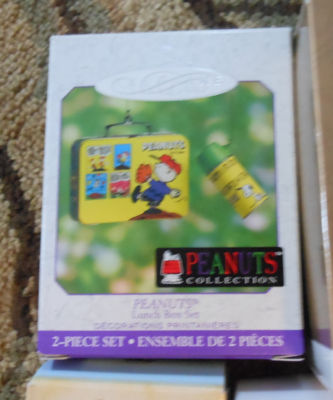 PEANUTS
PEANUTS
COLLECTION
PEANUTS®
Lunch Box Set
DÉCORATIONS PRINTANIÈRES
2-PIECE SET • ENSEMBLE DE 2 PIÈCES